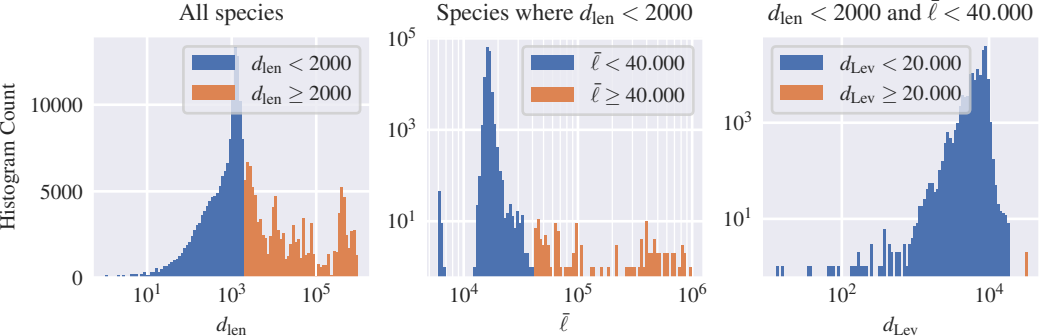 All species
Histogram Count
10000
5000
0
d_len < 2000
d_len ≥ 2000
10^1
10^3
10^5
d_len
Species where d_len < 2000
10^5
10^3
10^1
ℓ̄ < 40.000
ℓ̄ ≥ 40.000
10^4
10^5
10^6
ℓ̄
d_len < 2000 and ℓ̄ < 40.000
10^3
10^1
d_Lev < 20.000
d_Lev ≥ 20.000
10^2
10^4
d_Lev